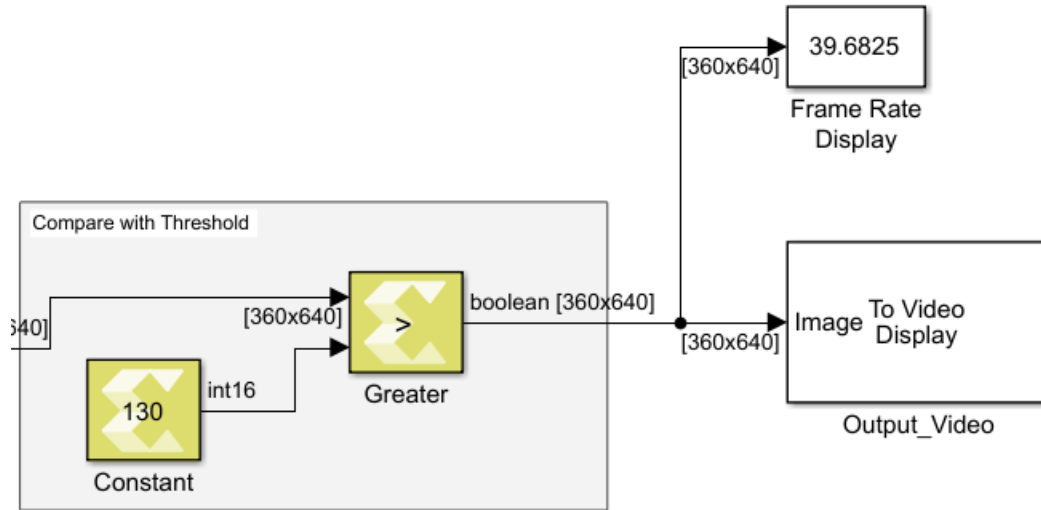 39.6825
[360x640]
Frame Rate
Display
Compare with Threshold
boolean [360x640]
[360x640]
>
640]
Image
To Video
Display
[360x640]
int16
Greater
130
Output_Video
Constant